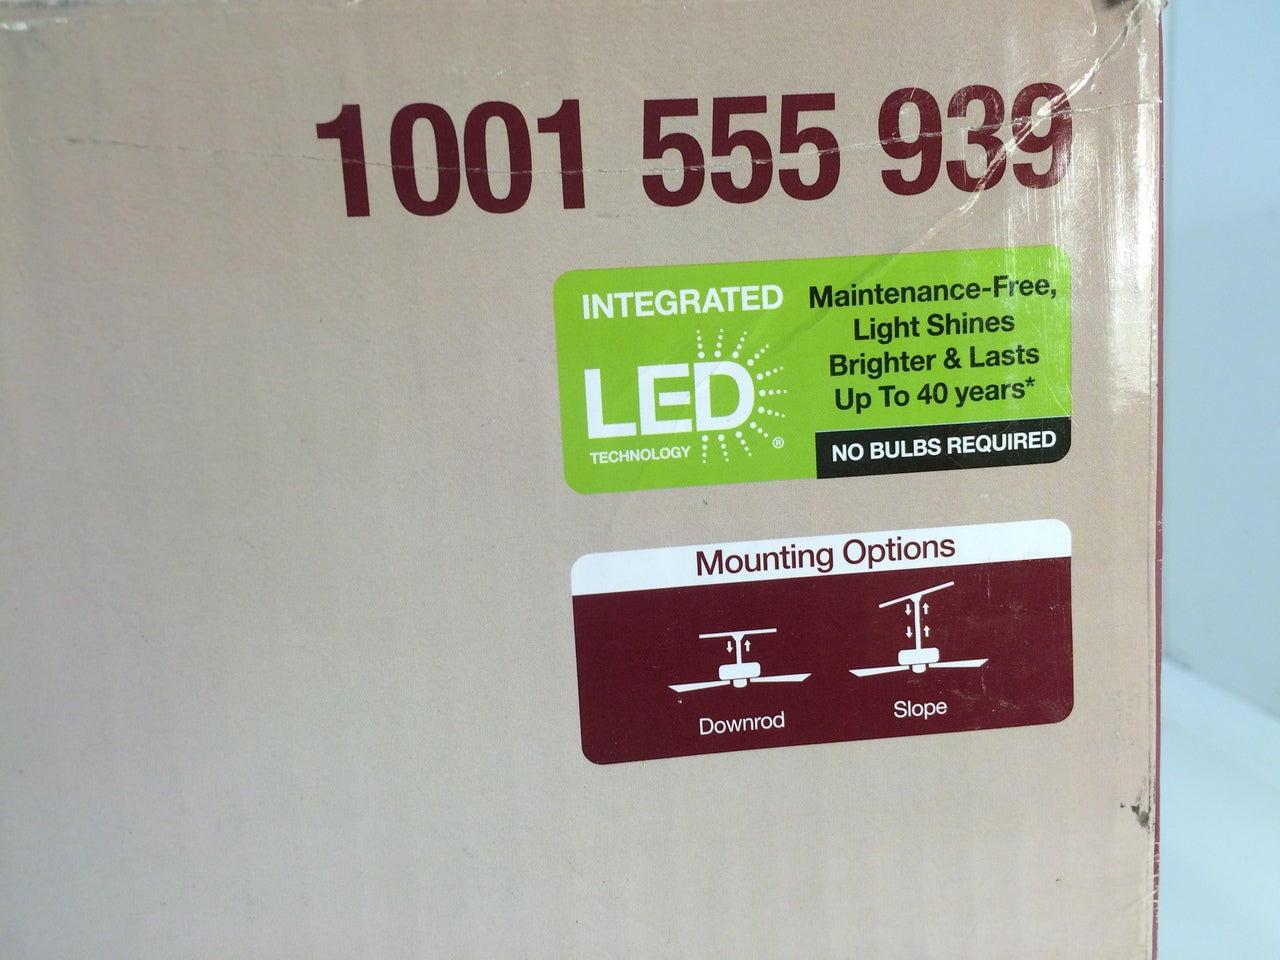 1001 555 939
INTEGRATED
LED
TECHNOLOGY ®
Maintenance-Free,
Light Shines
Brighter & Lasts
Up To 40 years*
NO BULBS REQUIRED
Mounting Options
Downrod
Slope